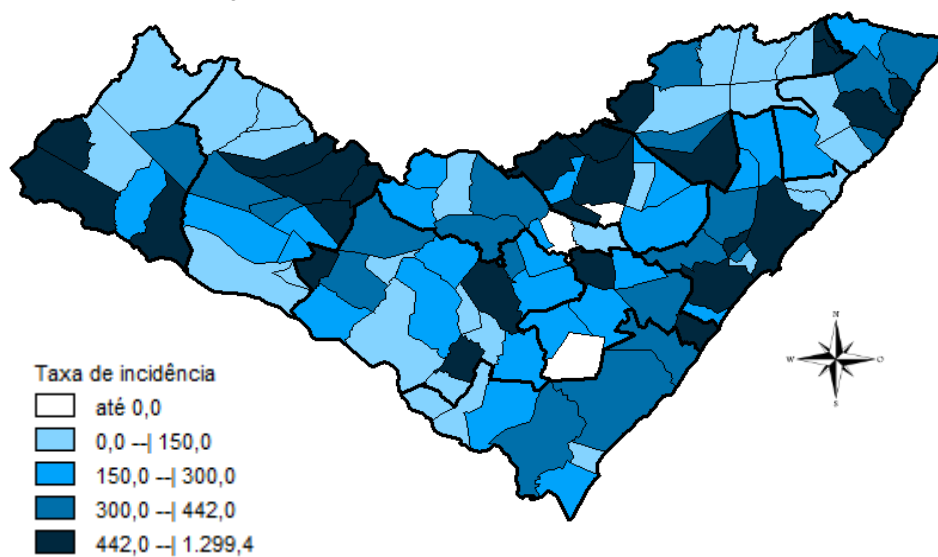 N
W
O
S
Taxa de incidência
até 0,0
0,0 --| 150,0
150,0 --| 300,0
300,0 --| 442,0
442,0 --| 1.299,4